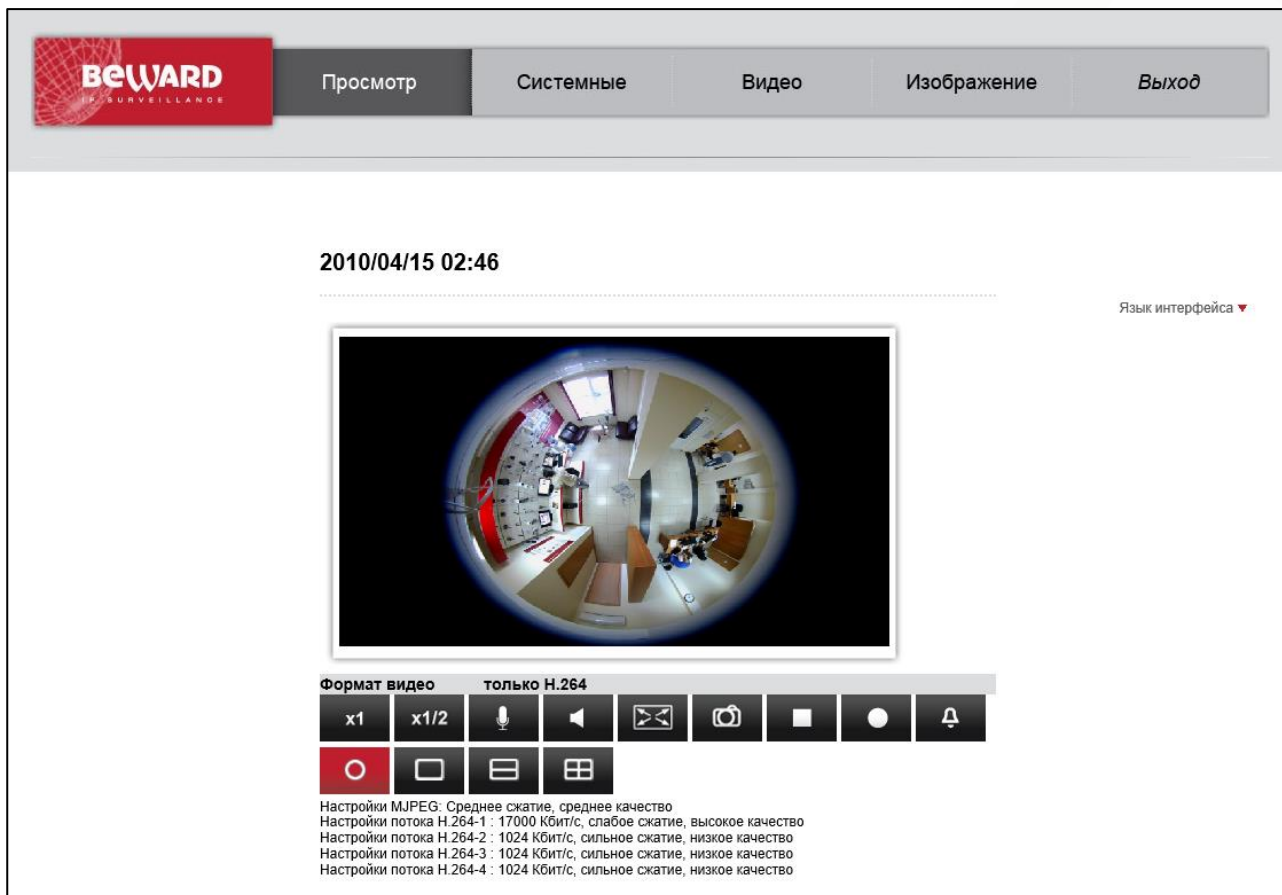 BEWARD
IP SURVEILLANCE
Просмотр Системные Видео Изображение Выход
2010/04/15 02:46
Язык интерфейса
Формат видео только H.264
x1 x1/2
Настройки MJPEG: Среднее сжатие, среднее качество
Настройки потока H.264-1 : 17000 Кбит/с, слабое сжатие, высокое качество
Настройки потока H.264-2 : 1024 Кбит/с, сильное сжатие, низкое качество
Настройки потока H.264-3 : 1024 Кбит/с, сильное сжатие, низкое качество
Настройки потока H.264-4 : 1024 Кбит/с, сильное сжатие, низкое качество